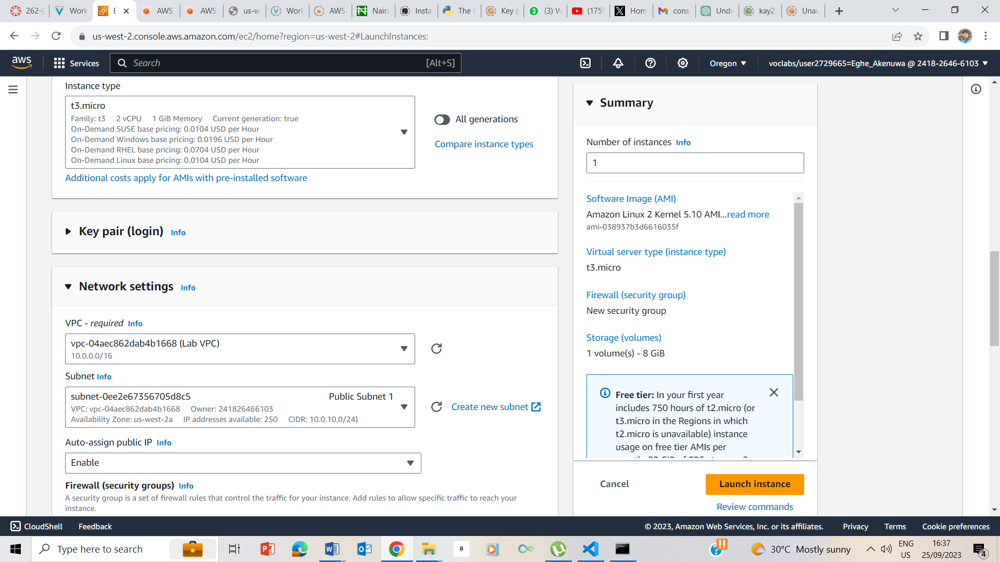 262-[
Work
E
AWS
AWS
us-w
Work
AWS
Naira
Insta
The P
Key p
(3) W
(175
Hom
cons
Unde
kay2
Unau
us-west-2.console.aws.amazon.com/ec2/home?region=us-west-2#LaunchInstances:
aws
Services
Search
[Alt+S]
Oregon
voclabs/user2729665=Eghe_Akenuwa @ 2418-2646-6103
Instance type
t3.micro
Family: t3 2 vCPU 1 GiB Memory Current generation: true
On-Demand SUSE base pricing: 0.0104 USD per Hour
On-Demand Windows base pricing: 0.0196 USD per Hour
On-Demand RHEL base pricing: 0.0704 USD per Hour
On-Demand Linux base pricing: 0.0104 USD per Hour
All generations
Compare instance types
Additional costs apply for AMIs with pre-installed software
Key pair (login) Info
Network settings Info
VPC - required Info
vpc-04aec862dab4b1668 (Lab VPC)
10.0.0.0/16
Subnet Info
subnet-0ee2e67356705d8c5 Public Subnet 1
VPC: vpc-04aec862dab4b1668 Owner: 241826466103
Availability Zone: us-west-2a IP addresses available: 250 CIDR: 10.0.10.0/24)
Create new subnet
Auto-assign public IP Info
Enable
Firewall (security groups) Info
A security group is a set of firewall rules that control the traffic for your instance. Add rules to allow specific traffic to reach your
instance.
Summary
Number of instances Info
1
Software Image (AMI)
Amazon Linux 2 Kernel 5.10 AMI...read more
ami-038937b3d6616035f
Virtual server type (instance type)
t3.micro
Firewall (security group)
New security group
Storage (volumes)
1 volume(s) - 8 GiB
Free tier: In your first year
includes 750 hours of t2.micro (or
t3.micro in the Regions in which
t2.micro is unavailable) instance
usage on free tier AMIs per
Cancel
Launch instance
Review commands
CloudShell
Feedback
© 2023, Amazon Web Services, Inc. or its affiliates.
Privacy
Terms
Cookie preferences
Type here to search
30°C Mostly sunny
ENG
US
16:37
25/09/2023
4